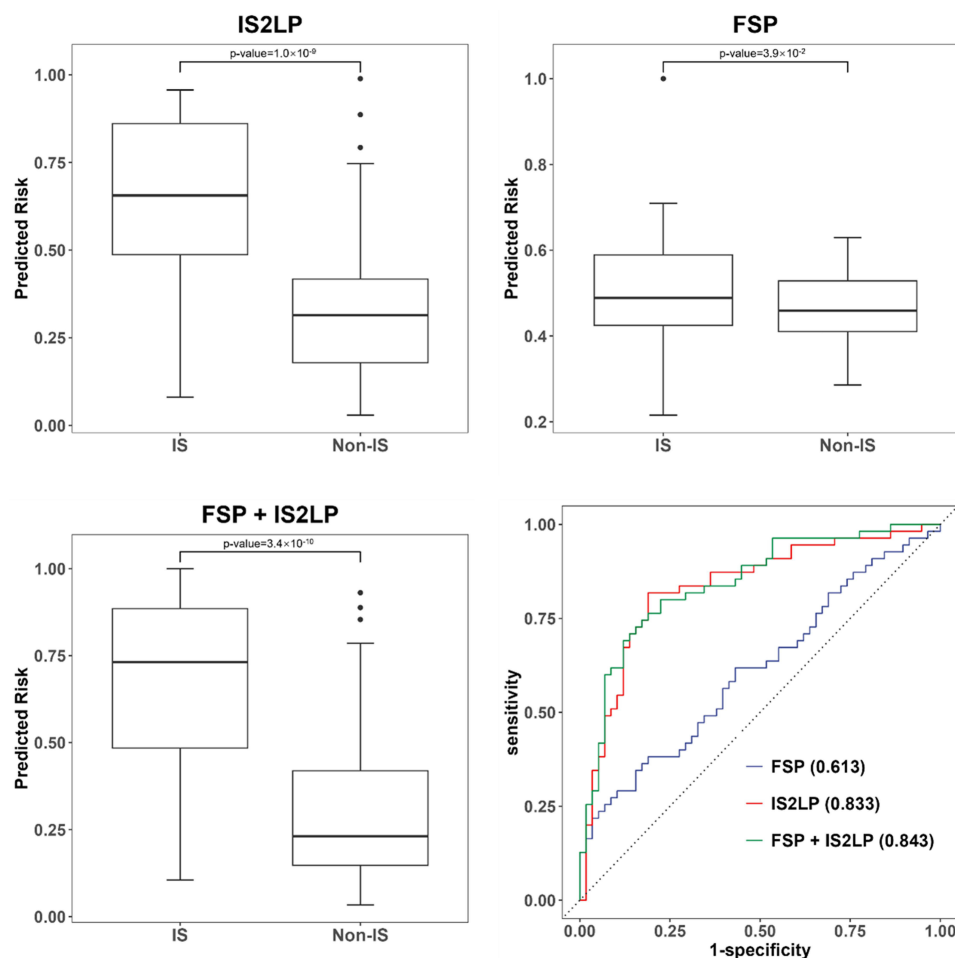 IS2LP
p-value=1.0×10⁻⁹
Predicted Risk
1.00
0.75
0.50
0.25
0.00
IS
Non-IS
FSP
p-value=3.9×10⁻²
Predicted Risk
1.0
0.8
0.6
0.4
0.2
IS
Non-IS
FSP + IS2LP
p-value=3.4×10⁻¹⁰
Predicted Risk
1.00
0.75
0.50
0.25
0.00
IS
Non-IS
sensitivity
1.00
0.75
0.50
0.25
0.00
FSP (0.613)
IS2LP (0.833)
FSP + IS2LP (0.843)
0.00
0.25
0.50
0.75
1.00
1-specificity